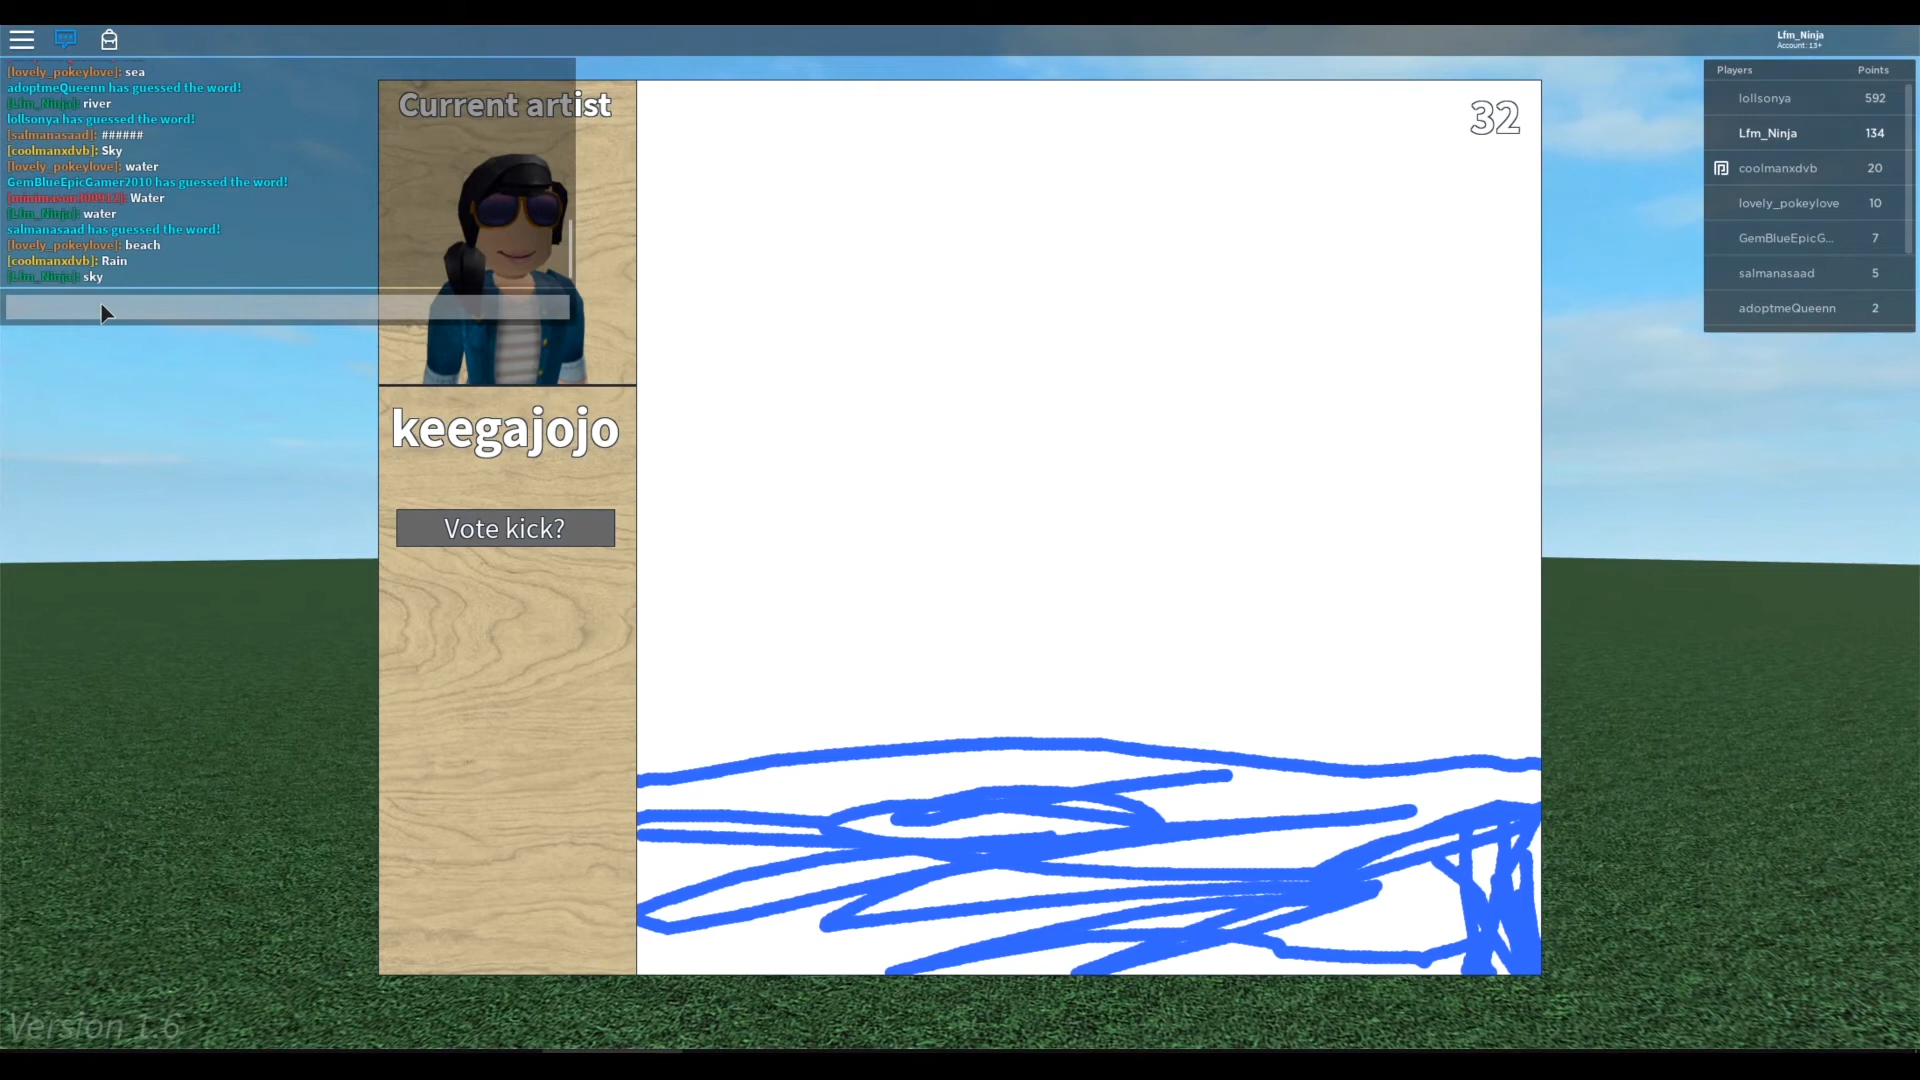 Lfm_Ninja
Account: 13+
[lovely_pokeylove]: sea
adoptmeQueenn has guessed the word!
[Lfm_Ninja]: river
lollsonya has guessed the word!
[salmanasaad]: ######
[coolmanxdvb]: Sky
[lovely_pokeylove]: water
GemBlueEpicGamer2010 has guessed the word!
Water
[Lfm_Ninja]: water
salmanasaad has guessed the word!
[lovely_pokeylove]: beach
[coolmanxdvb]: Rain
[Lfm_Ninja]: sky
Current artist
keegajojo
Vote kick?
32
Players Points
lollsonya 592
Lfm_Ninja 134
coolmanxdvb 20
lovely_pokeylove 10
GemBlueEpicG... 7
salmanasaad 5
adoptmeQueenn 2
Version 1.6